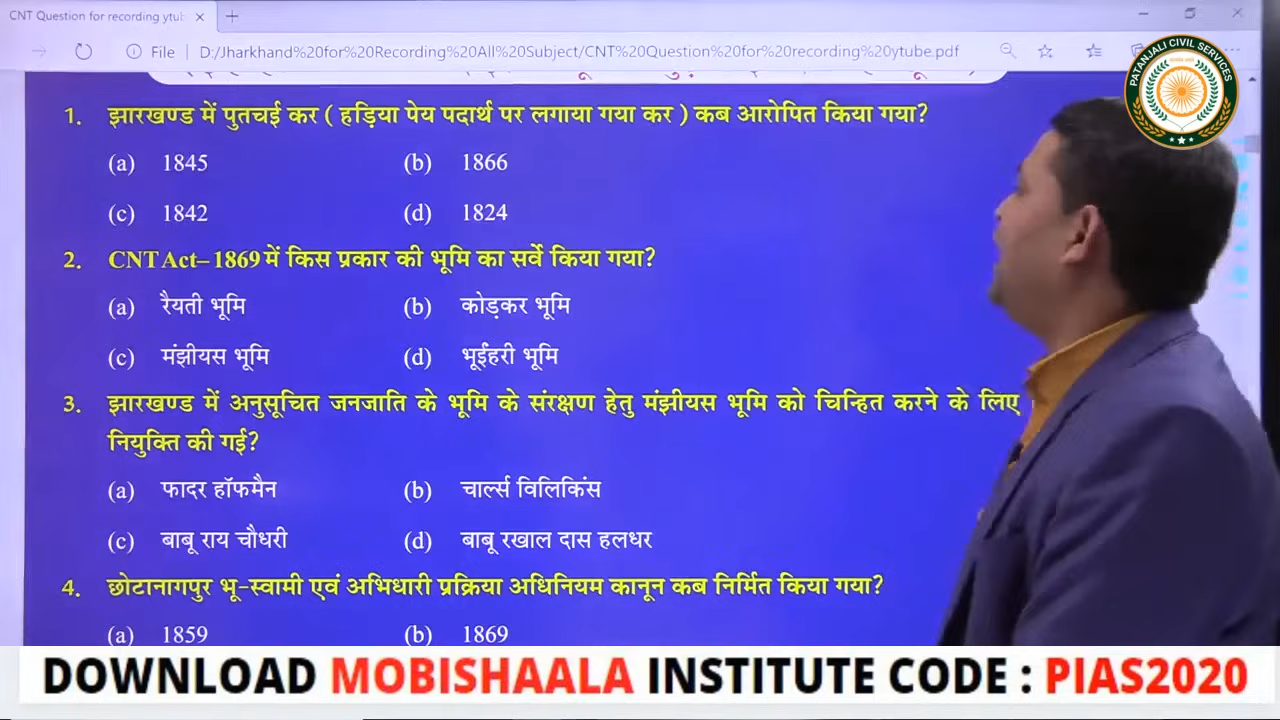 CNT Question for recording ytub
File D:/Jharkhand%20for%20Recording%20All%20Subject/CNT%20Question%20for%20recording%20ytube.pdf
PATANJALI CIVIL SERVICES
1. झारखण्ड में पुतचई कर ( हड़िया पेय पदार्थ पर लगाया गया कर ) कब आरोपित किया गया?
(a) 1845 (b) 1866
(c) 1842 (d) 1824
2. CNT Act– 1869 में किस प्रकार की भूमि का सर्वे किया गया?
(a) रैयती भूमि (b) कोड़कर भूमि
(c) मंझीयस भूमि (d) भूईंहरी भूमि
3. झारखण्ड में अनुसूचित जनजाति के भूमि के संरक्षण हेतु मंझीयस भूमि को चिन्हित करने के लिए
नियुक्ति की गई?
(a) फादर हॉफमैन (b) चार्ल्स विलिकिंस
(c) बाबू राय चौधरी (d) बाबू रखाल दास हलधर
4. छोटानागपुर भू-स्वामी एवं अभिधारी प्रक्रिया अधिनियम कानून कब निर्मित किया गया?
(a) 1859 (b) 1869
DOWNLOAD MOBISHAALA INSTITUTE CODE : PIAS2020